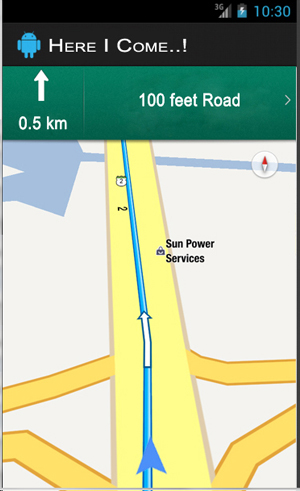 3G 10:30
HERE I COME..!
0.5 km
100 feet Road
2
2
Sun Power
Services